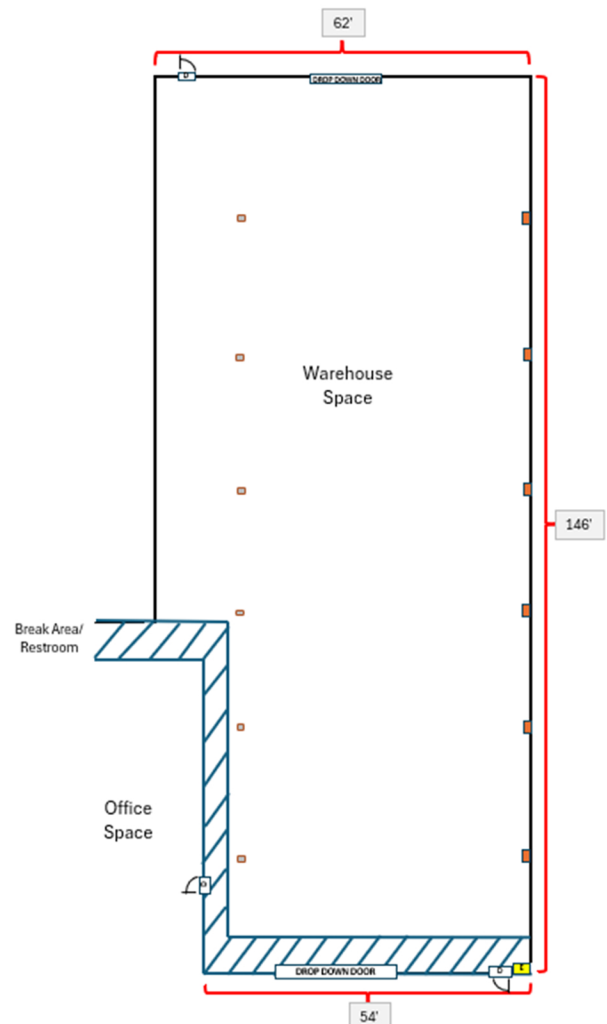 62'
D
DROP DOWN DOOR
Warehouse
Space
146'
Break Area/
Restroom
Office
Space
D
DROP DOWN DOOR
D
E
54'